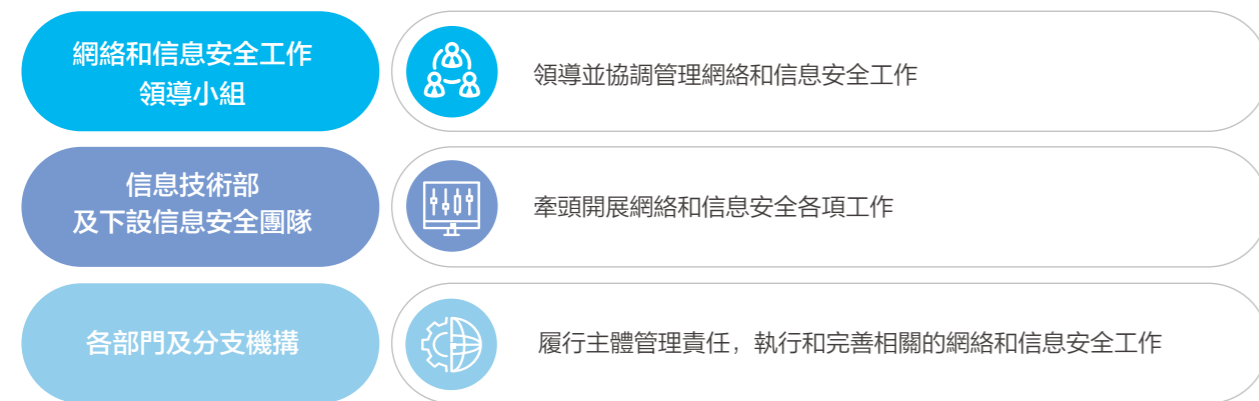 網絡和信息安全工作
領導小組
領導並協調管理網絡和信息安全工作
信息技術部
及下設信息安全團隊
牽頭開展網絡和信息安全各項工作
各部門及分支機構
履行主體管理責任，執行和完善相關的網絡和信息安全工作